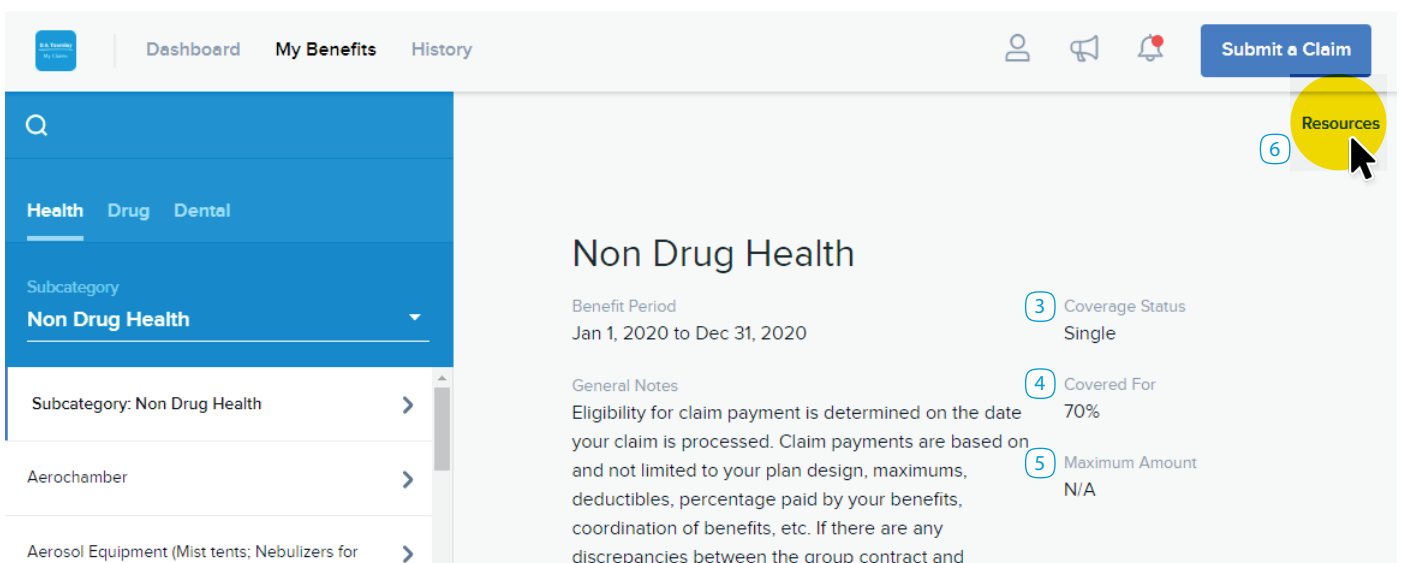 R.A. Townley
My Claims
Dashboard
My Benefits
History
Submit a Claim
Resources
6
Health
Drug
Dental
Subcategory
Non Drug Health
Subcategory: Non Drug Health
Aerochamber
Aerosol Equipment (Mist tents; Nebulizers for
Non Drug Health
Benefit Period
Jan 1, 2020 to Dec 31, 2020
General Notes
Eligibility for claim payment is determined on the date
your claim is processed. Claim payments are based on
and not limited to your plan design, maximums,
deductibles, percentage paid by your benefits,
coordination of benefits, etc. If there are any
discrepancies between the group contract and
3
Coverage Status
Single
4
Covered For
70%
5
Maximum Amount
N/A